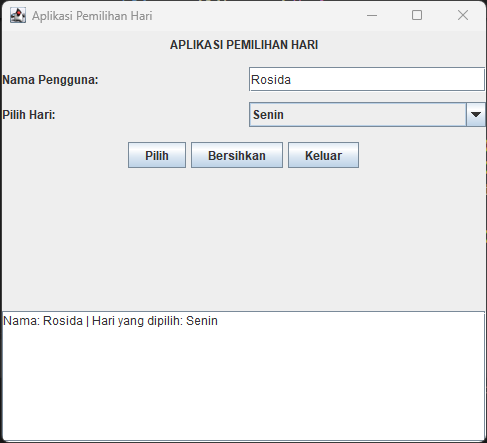 Aplikasi Pemilihan Hari
APLIKASI PEMILIHAN HARI
Nama Pengguna: Rosida
Pilih Hari: Senin
Pilih Bersihkan Keluar
Nama: Rosida | Hari yang dipilih: Senin